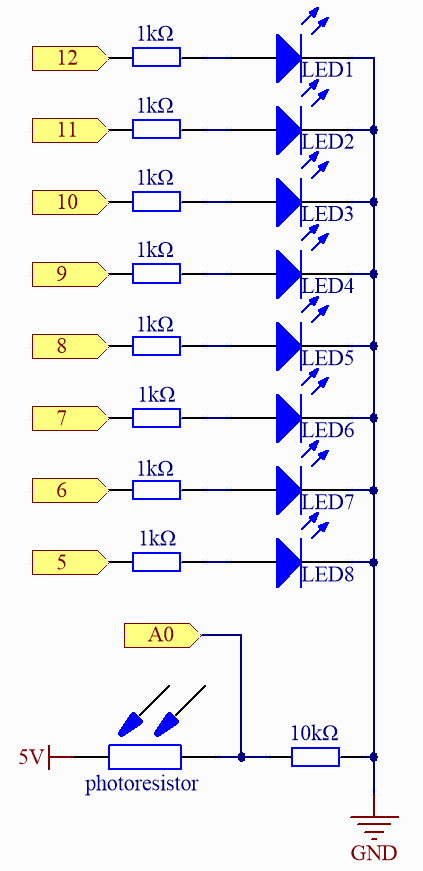 1kΩ
12
LED1
1kΩ
11
LED2
1kΩ
10
LED3
1kΩ
9
LED4
1kΩ
8
LED5
1kΩ
7
LED6
1kΩ
6
LED7
1kΩ
5
LED8
A0
10kΩ
5V
photoresistor
GND